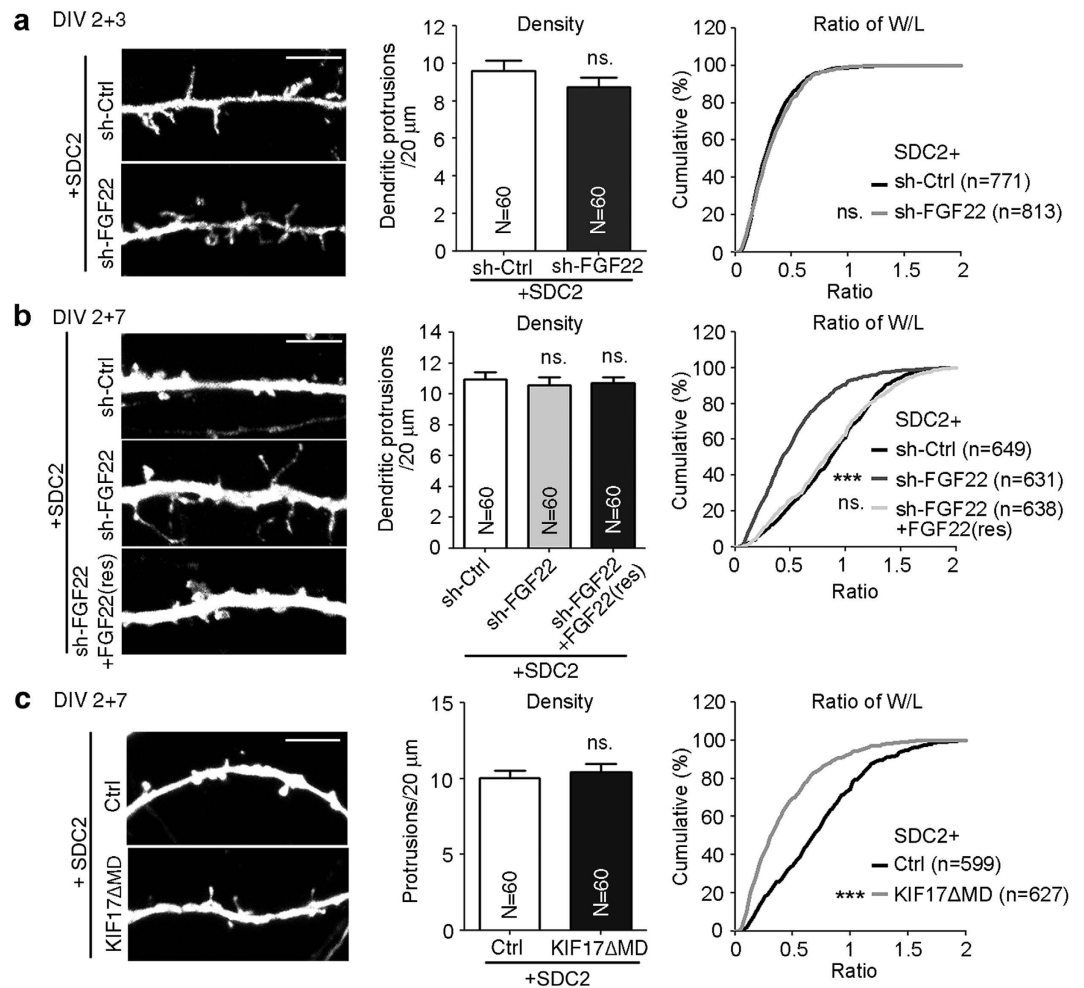 a DIV 2+3
+SDC2
sh-Ctrl
sh-FGF22
Density
Dendritic protrusions
/20 μm
12
10
8
6
4
2
0
ns.
N=60
N=60
sh-Ctrl sh-FGF22
+SDC2
Ratio of W/L
Cumulative (%)
120
100
80
60
40
20
0
SDC2+
sh-Ctrl (n=771)
ns. sh-FGF22 (n=813)
0 0.5 1 1.5 2
Ratio
b DIV 2+7
+SDC2
sh-Ctrl
sh-FGF22
sh-FGF22
+FGF22(res)
Density
Dendritic protrusions
/20 μm
14
12
10
8
6
4
2
0
ns. ns.
N=60
N=60
N=60
sh-Ctrl
sh-FGF22
sh-FGF22
+FGF22(res)
+SDC2
Ratio of W/L
Cumulative (%)
120
100
80
60
40
20
0
SDC2+
sh-Ctrl (n=649)
*** sh-FGF22 (n=631)
ns. sh-FGF22 (n=638)
+FGF22(res)
0 0.5 1 1.5 2
Ratio
c DIV 2+7
+ SDC2
Ctrl
KIF17ΔMD
Density
Protrusions/20 μm
15
10
5
0
ns.
N=60
N=60
Ctrl KIF17ΔMD
+SDC2
Ratio of W/L
Cumulative (%)
120
100
80
60
40
20
0
SDC2+
Ctrl (n=599)
*** KIF17ΔMD (n=627)
0 0.5 1 1.5 2
Ratio